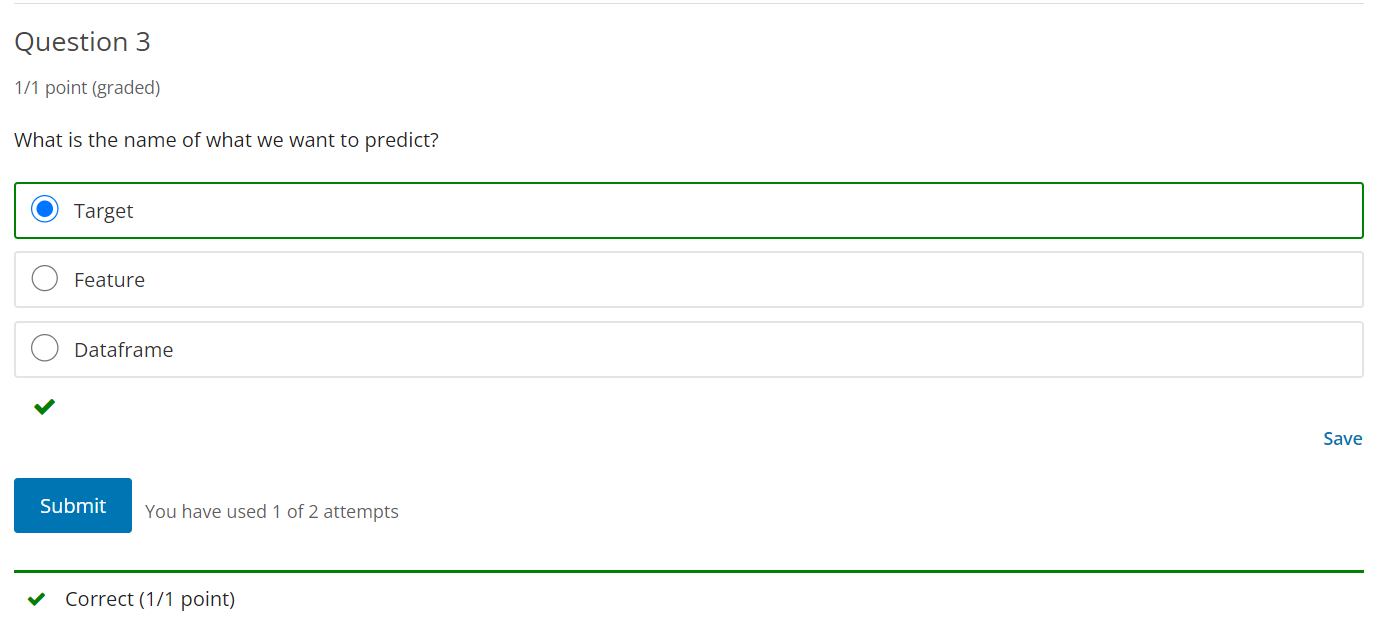 Question 3
1/1 point (graded)
What is the name of what we want to predict?
Target
Feature
Dataframe
Save
Submit
You have used 1 of 2 attempts
Correct (1/1 point)